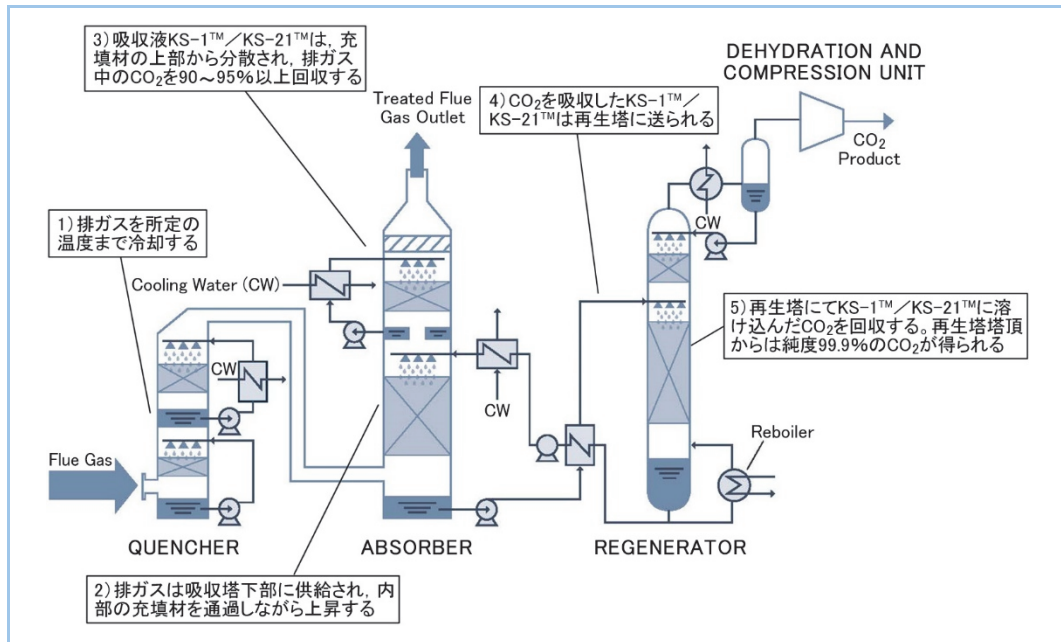 3）吸収液KS-1™／KS-21™は，充
填材の上部から分散され，排ガス
中のCO₂を90～95％以上回収する
DEHYDRATION AND
COMPRESSION UNIT
Treated Flue
Gas Outlet
4）CO₂を吸収したKS-1™／
KS-21™は再生塔に送られる
CO₂
Product
1）排ガスを所定の
温度まで冷却する
CW
Cooling Water (CW)
5）再生塔にてKS-1™／KS-21™に溶
け込んだCO₂を回収する。再生塔塔頂
からは純度99.9％のCO₂が得られる
CW
CW
Reboiler
Flue Gas
QUENCHER
ABSORBER
REGENERATOR
2）排ガスは吸収塔下部に供給され，内
部の充填材を通過しながら上昇する